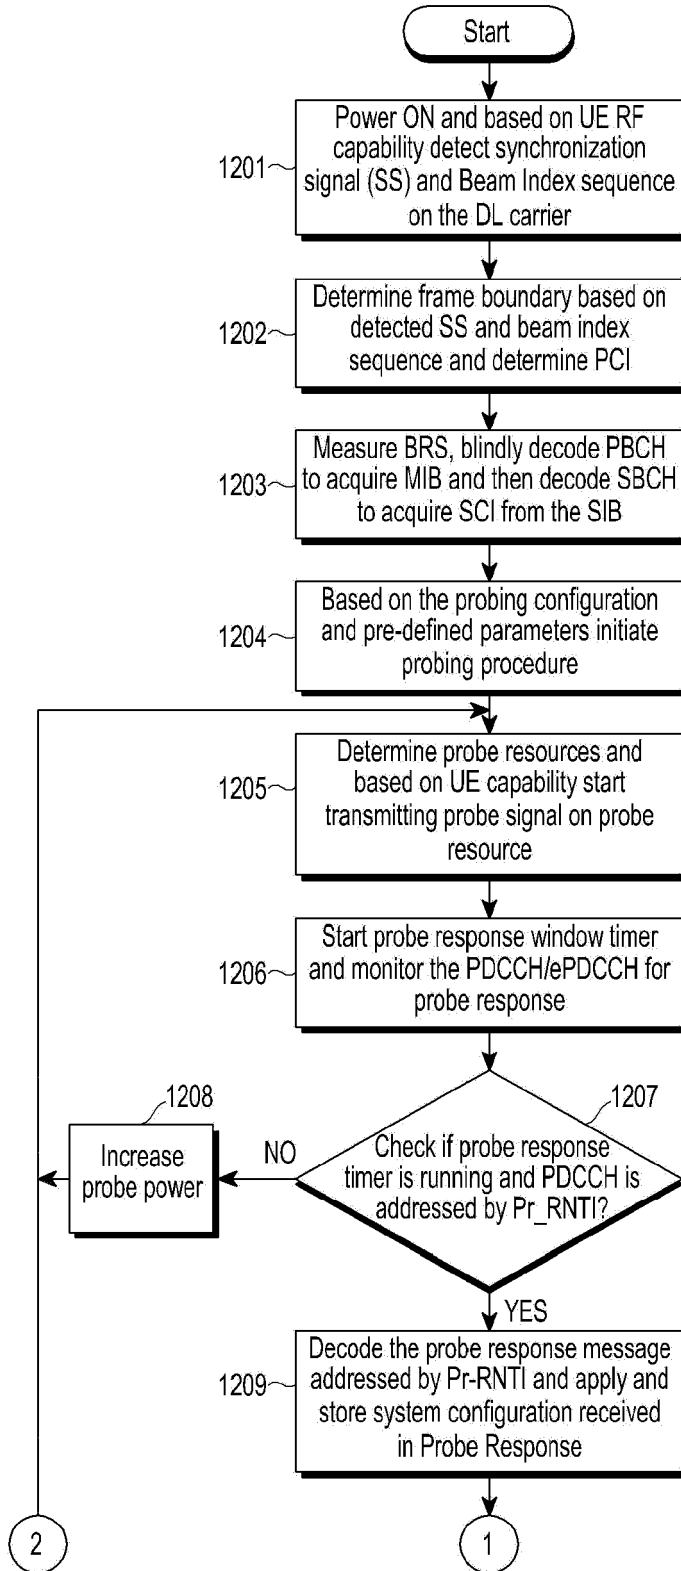 Start
1201
Power ON and based on UE RF
capability detect synchronization
signal (SS) and Beam Index sequence
on the DL carrier
1202
Determine frame boundary based on
detected SS and beam index
sequence and determine PCI
1203
Measure BRS, blindly decode PBCH
to acquire MIB and then decode SBCH
to acquire SCI from the SIB
1204
Based on the probing configuration
and pre-defined parameters initiate
probing procedure
1205
Determine probe resources and
based on UE capability start
transmitting probe signal on probe
resource
1206
Start probe response window timer
and monitor the PDCCH/ePDCCH for
probe response
1207
Check if probe response
timer is running and PDCCH is
addressed by Pr_RNTI?
NO
1208
Increase
probe power
YES
1209
Decode the probe response message
addressed by Pr-RNTI and apply and
store system configuration received
in Probe Response
2
1